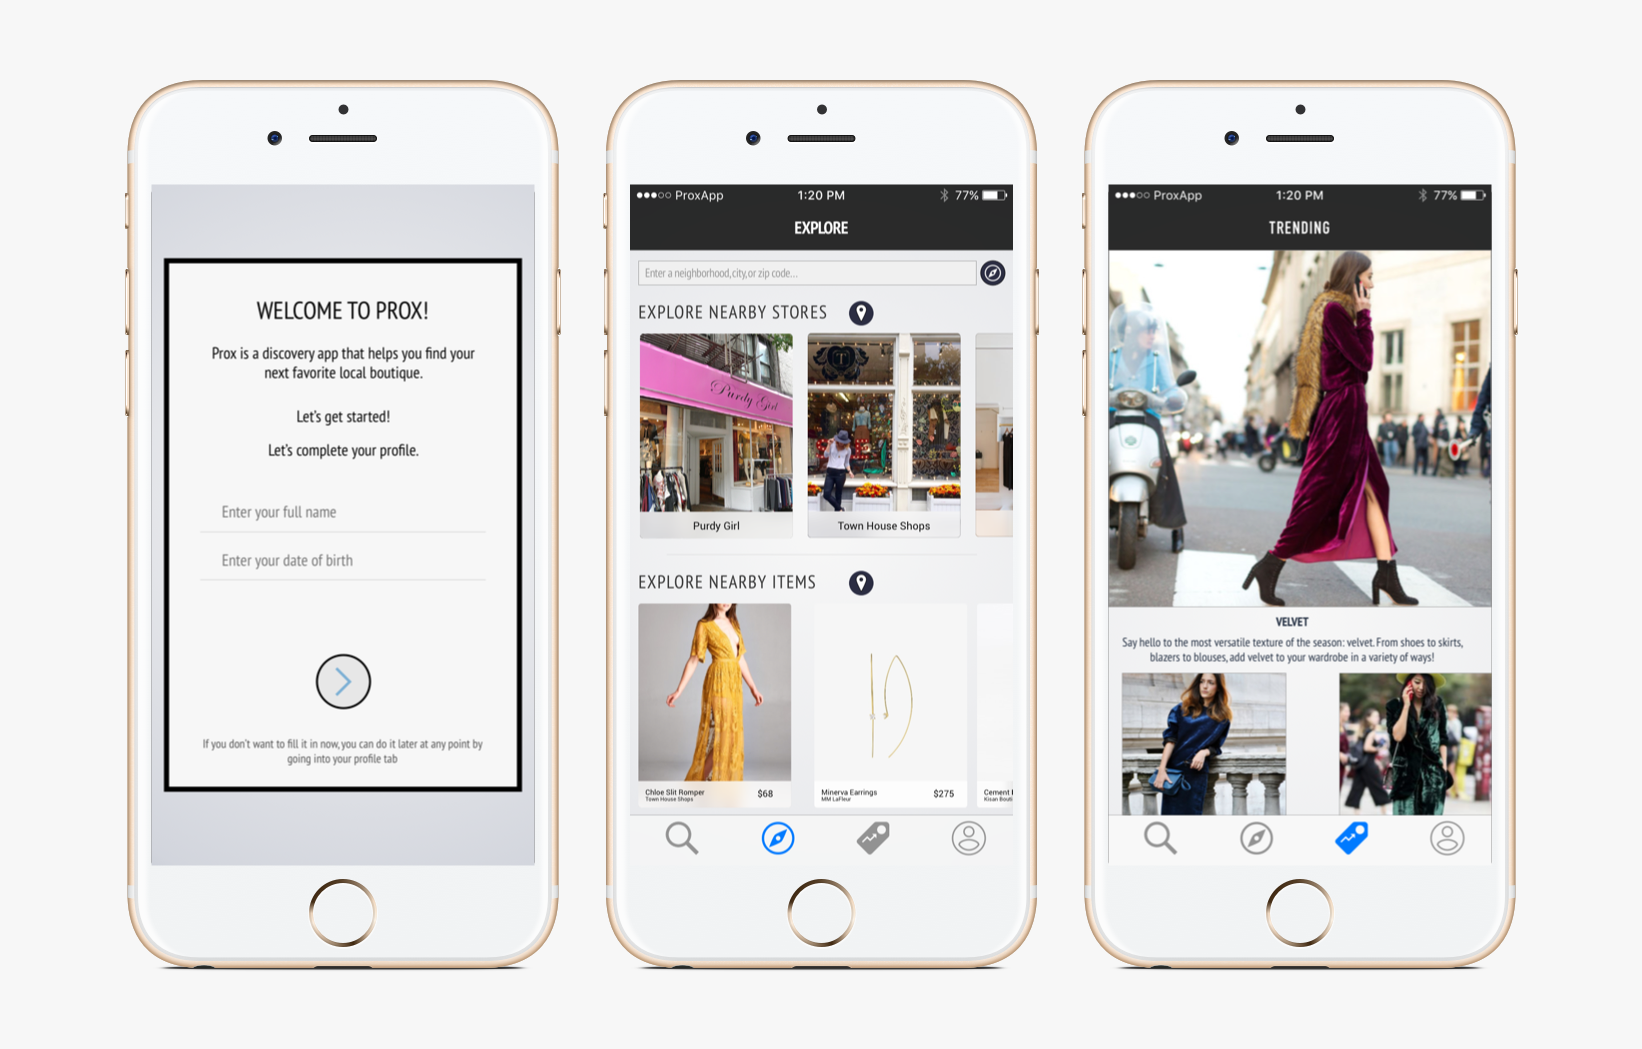 WELCOME TO PROX!
Prox is a discovery app that helps you find your
next favorite local boutique.
Let's get started!
Let's complete your profile.
Enter your full name
Enter your date of birth
If you don't want to fill it in now, you can do it later at any point by
going into your profile tab
ProxApp 1:20 PM 77%
EXPLORE
Enter a neighborhood, city, or zip code...
EXPLORE NEARBY STORES
Purdy Girl
T
Purdy Girl
Town House Shops
EXPLORE NEARBY ITEMS
Chloe Slit Romper $68
Town House Shops
Minerva Earrings $275
MM LaFleur
Cement
Kisan Bouti
ProxApp 1:20 PM 77%
TRENDING
VELVET
Say hello to the most versatile texture of the season: velvet. From shoes to skirts,
blazers to blouses, add velvet to your wardrobe in a variety of ways!